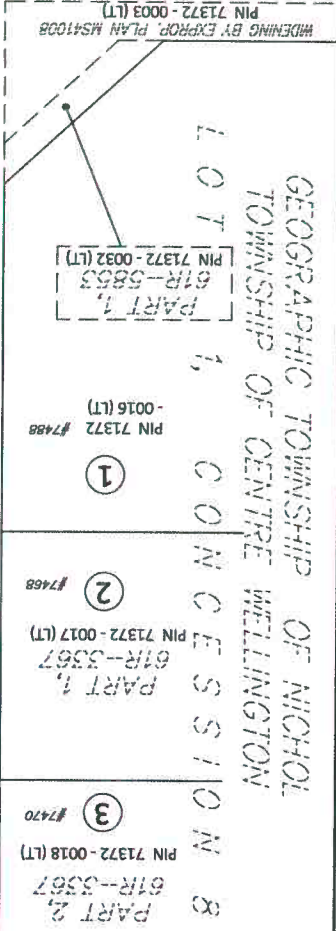 PART 2,
61R-3367
PIN 71372 - 0018 (LT)
3 #7470
PART 1,
61R-3367
PIN 71372 - 0017 (LT)
2 #7468
1
PIN 71372 #7488
- 0016 (LT)
PART 1,
61R-5853
PIN 71372 - 0032 (LT)
WIDENING BY EXPROP. PLAN MS41008
PIN 71372 - 0003 (LT)
LOT 1, CONCESSION 8
TOWNSHIP OF CENTRE WELLINGTON
GEOGRAPHIC TOWNSHIP OF NICHOL